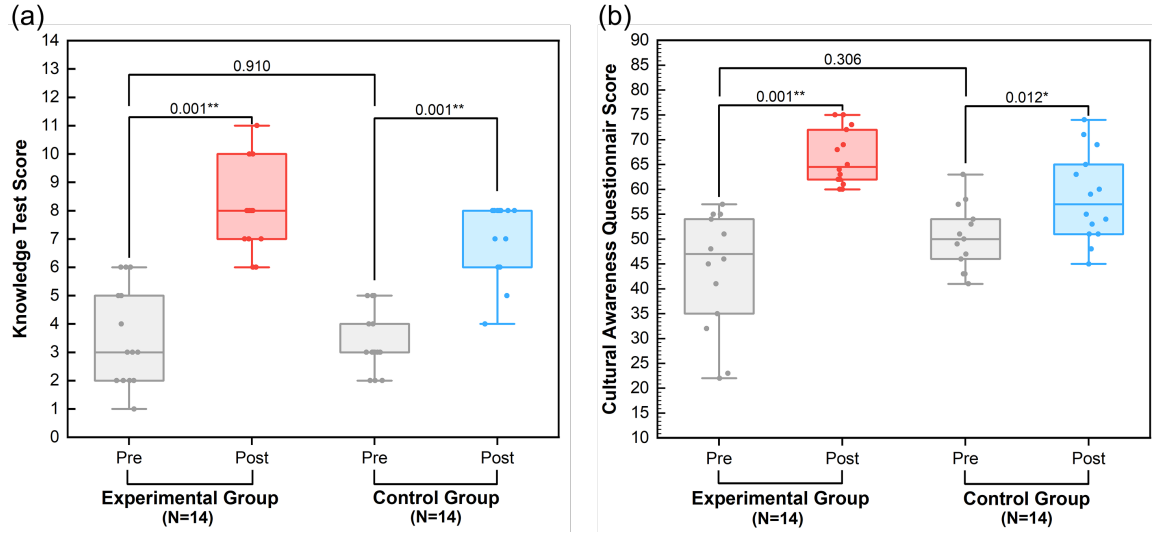 (a)
Knowledge Test Score
14
13
12
11
10
9
8
7
6
5
4
3
2
1
0
0.910
0.001**
0.001**
Pre
Post
Pre
Post
Experimental Group
(N=14)
Control Group
(N=14)
(b)
Cultural Awareness Questionnair Score
90
85
80
75
70
65
60
55
50
45
40
35
30
25
20
15
10
0.306
0.001**
0.012*
Pre
Post
Pre
Post
Experimental Group
(N=14)
Control Group
(N=14)